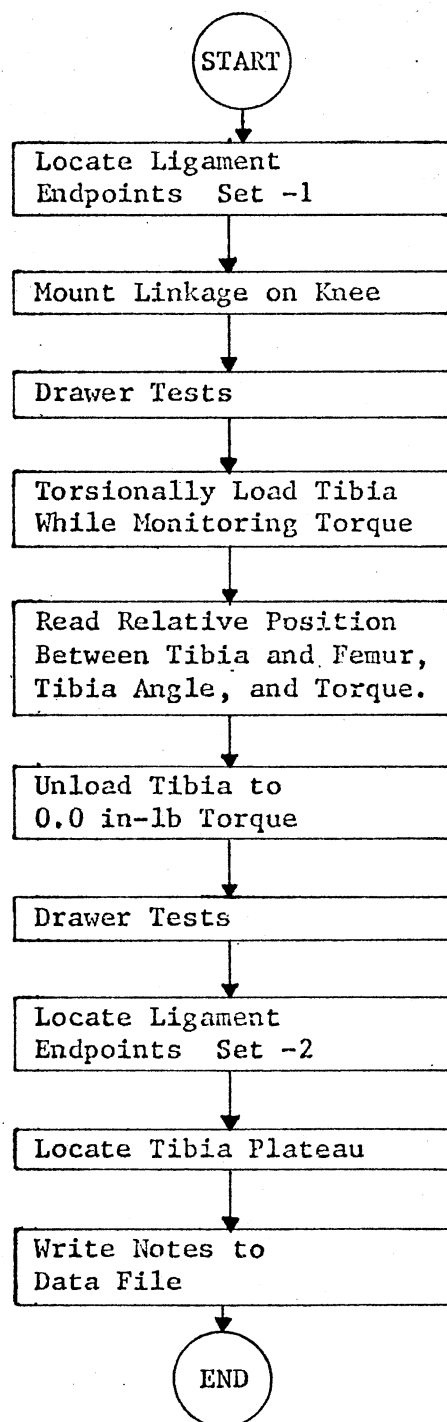 START
Locate Ligament
Endpoints Set -1
Mount Linkage on Knee
Drawer Tests
Torsionally Load Tibia
While Monitoring Torque
Read Relative Position
Between Tibia and Femur,
Tibia Angle, and Torque.
Unload Tibia to
0.0 in-lb Torque
Drawer Tests
Locate Ligament
Endpoints Set -2
Locate Tibia Plateau
Write Notes to
Data File
END